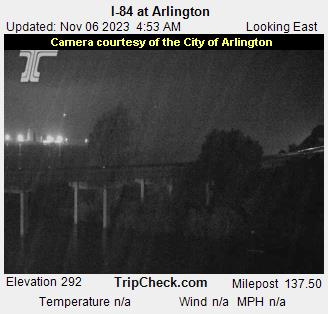 I-84 at Arlington
Updated: Nov 06 2023 4:53 AM Looking East
Camera courtesy of the City of Arlington
Elevation 292 TripCheck.com Milepost 137.50
Temperature n/a Wind n/a MPH n/a